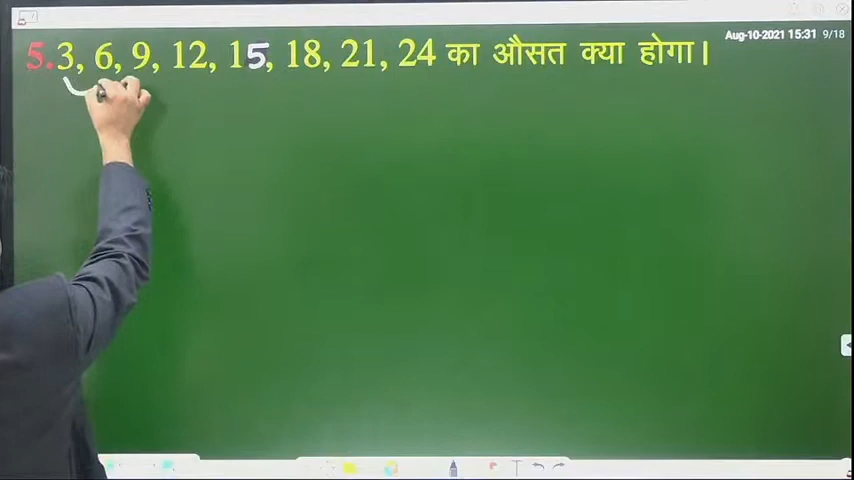 Aug-10-2021 15:31 9/18
5. 3, 6, 9, 12, 15, 18, 21, 24 का औसत क्या होगा।